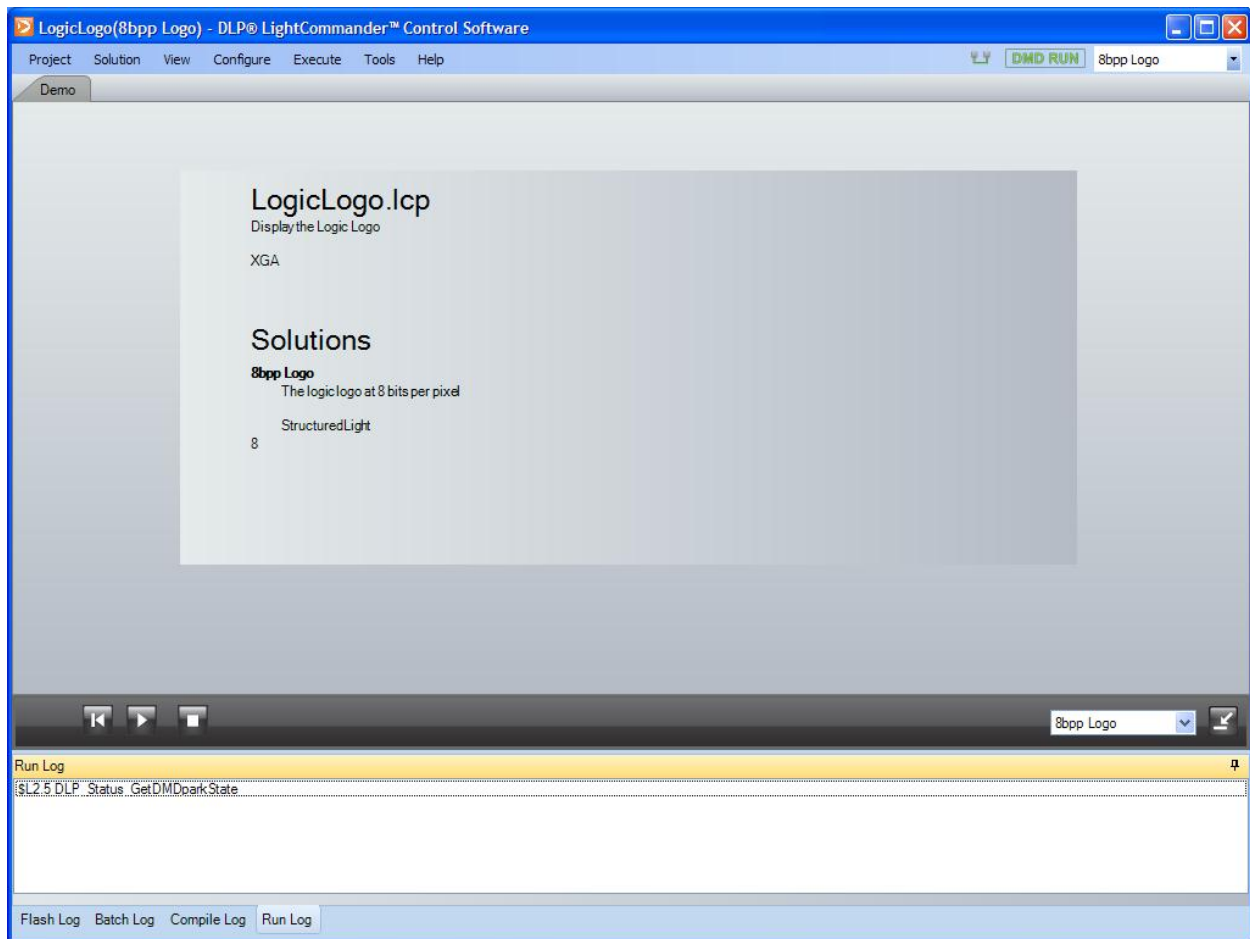 LogicLogo(8bpp Logo) - DLP® LightCommander™ Control Software
Project Solution View Configure Execute Tools Help DMD RUN 8bpp Logo
Demo
LogicLogo.lcp
Display the Logic Logo
XGA
Solutions
8bpp Logo
The logic logo at 8 bits per pixel
StructuredLight
8
8bpp Logo
Run Log
$L2.5 DLP_Status_GetDMDparkState
Flash Log Batch Log Compile Log Run Log